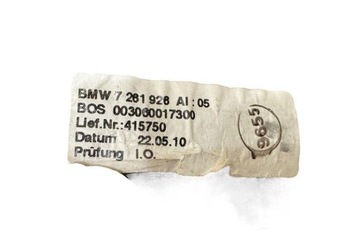 BMW 7 261 926 AI : 05
BOS 003060017300
Lief.Nr.:415750
Datum 22.05.10
Prüfung I.O.
9655